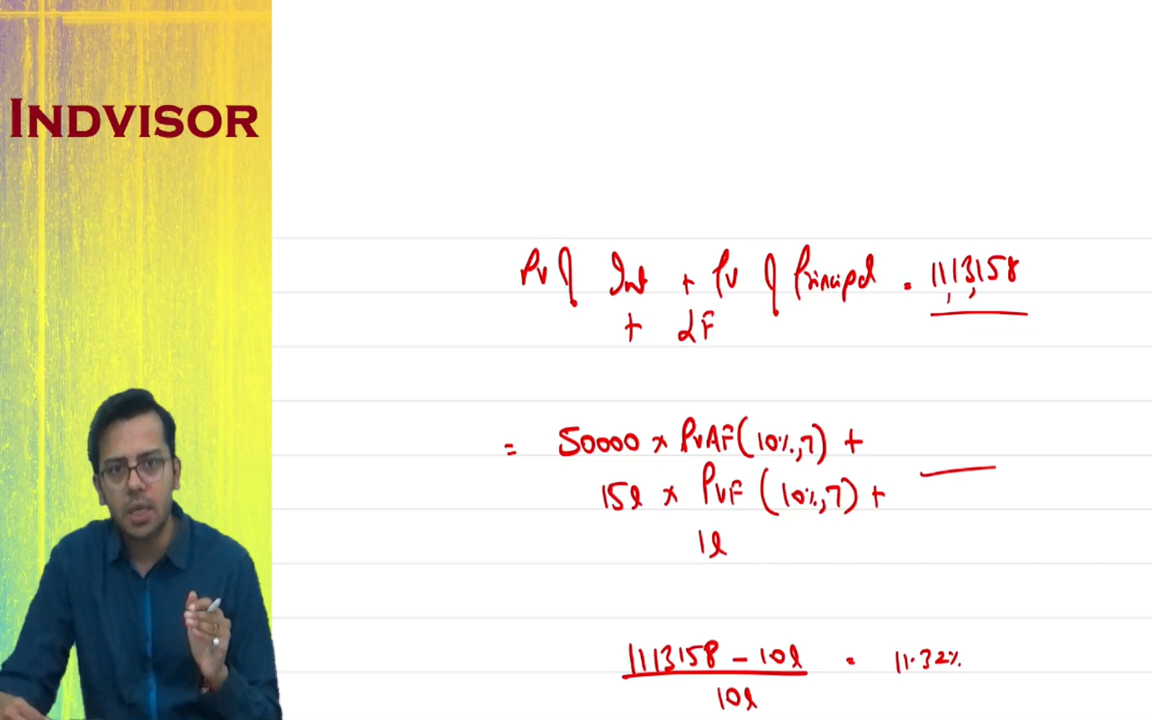 INDVISOR
PV of Int + PV of Principal = 1113158
+ LF
= 50000 x PVAF (10%,7) +
15l x PVF (10%,7) +
1l
1113158 - 10l = 11.32%
10l